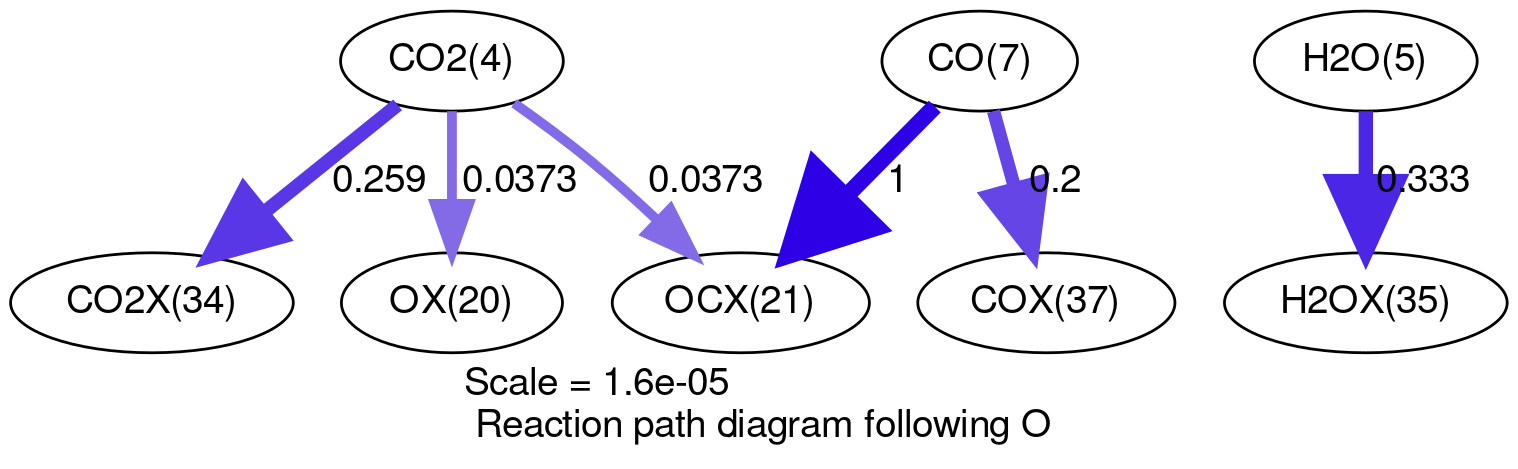 CO2(4) CO(7) H2O(5)
0.259 0.0373 0.0373 1 0.2 0.333
CO2X(34) OX(20) OCX(21) COX(37) H2OX(35)
Scale = 1.6e-05
Reaction path diagram following O